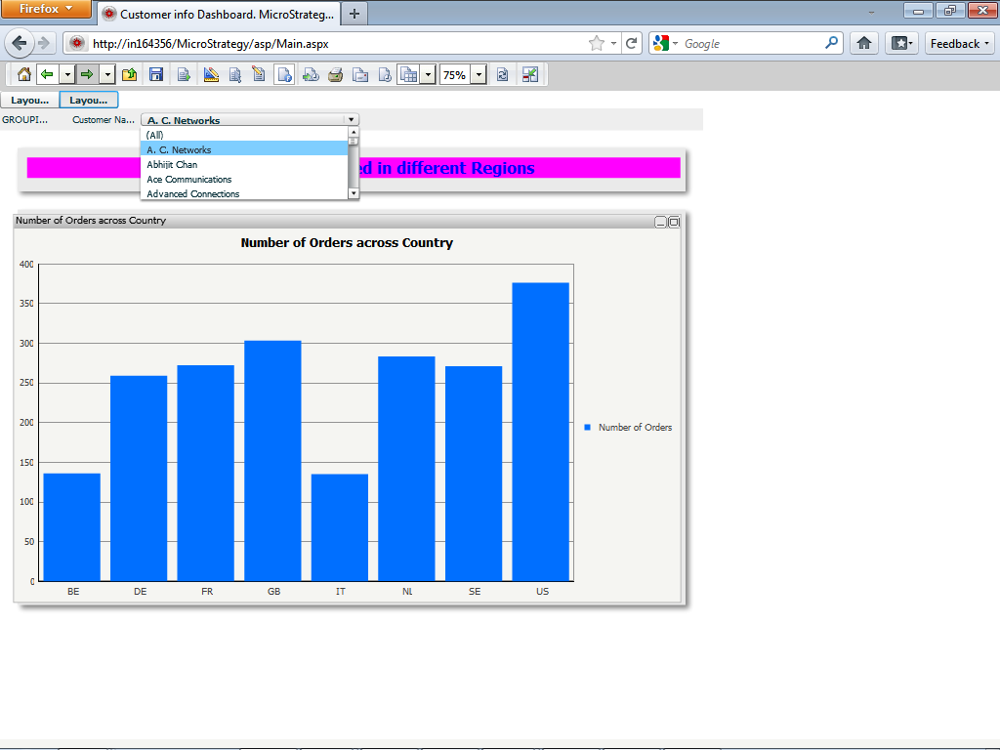 Firefox
Customer info Dashboard. MicroStrateg...
http://in164356/MicroStrategy/asp/Main.aspx
Google
Feedback
75%
Layou...
Layou...
GROUPI...
Customer Na...
A. C. Networks
(All)
A. C. Networks
Abhijit Chan
Ace Communications
Advanced Connections
ed in different Regions
Number of Orders across Country
Number of Orders across Country
400
350
300
250
200
150
100
50
0
BE DE FR GB IT NL SE US
Number of Orders